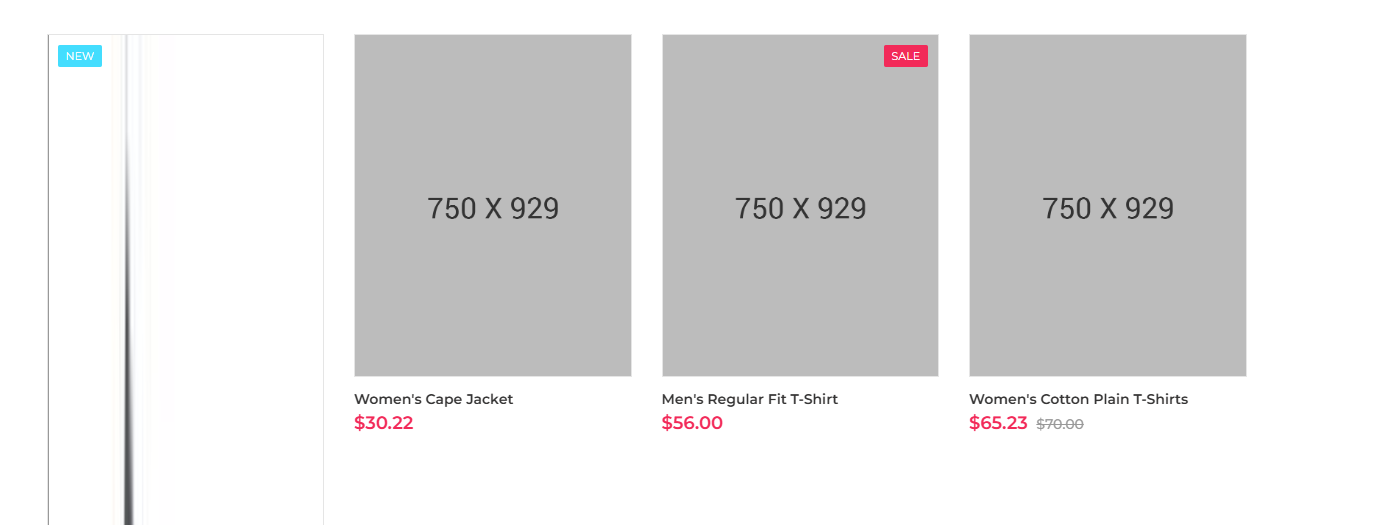 NEW
SALE
750 X 929
750 X 929
750 X 929
Women's Cape Jacket
Men's Regular Fit T-Shirt
Women's Cotton Plain T-Shirts
$30.22
$56.00
$65.23 $70.00